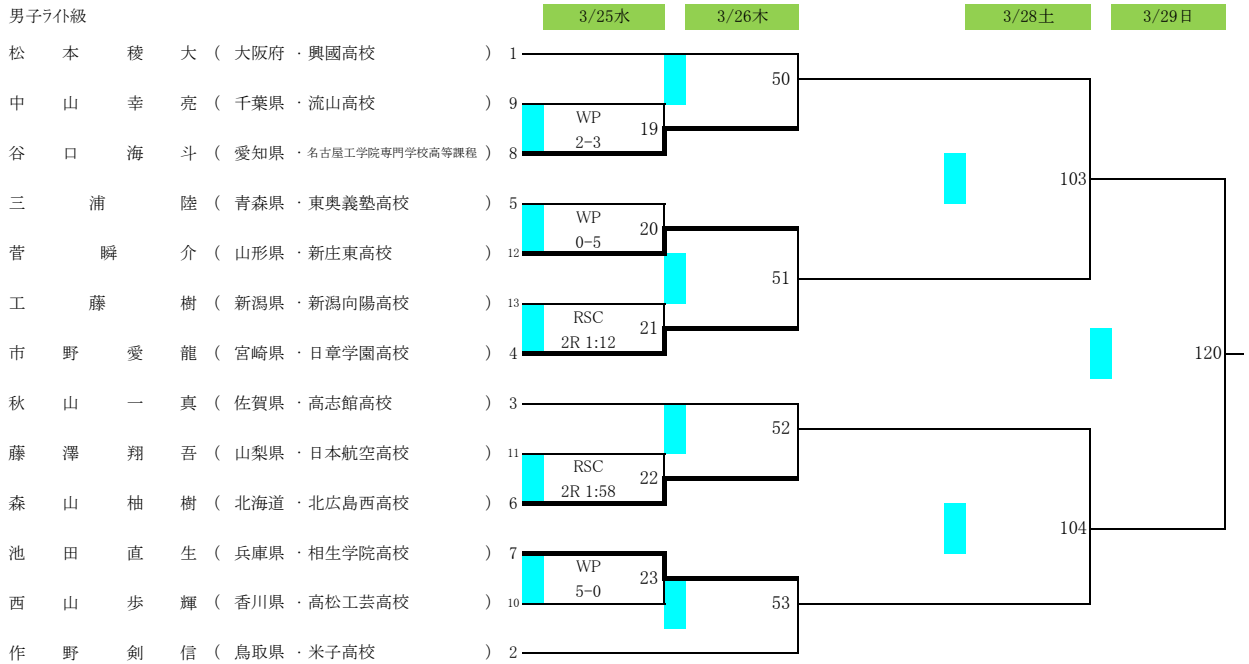 男子ライト級 3/25水 3/26木 3/28土 3/29日
松本稜大 ( 大阪府 ・興國高校 ) 1
50
中山幸亮 ( 千葉県 ・流山高校 ) 9
WP 19
2-3
谷口海斗 ( 愛知県 ・名古屋工学院専門学校高等課程 ) 8
103
三浦陸 ( 青森県 ・東奥義塾高校 ) 5
WP 20
0-5
菅瞬介 ( 山形県 ・新庄東高校 ) 12
51
工藤樹 ( 新潟県 ・新潟向陽高校 ) 13
RSC 21
2R 1:12
市野愛龍 ( 宮崎県 ・日章学園高校 ) 4
120
秋山一真 ( 佐賀県 ・高志館高校 ) 3
52
藤澤翔吾 ( 山梨県 ・日本航空高校 ) 11
RSC 22
2R 1:58
森山柚樹 ( 北海道 ・北広島西高校 ) 6
104
池田直生 ( 兵庫県 ・相生学院高校 ) 7
WP 23
5-0
西山歩輝 ( 香川県 ・高松工芸高校 ) 10
53
作野剣信 ( 鳥取県 ・米子高校 ) 2